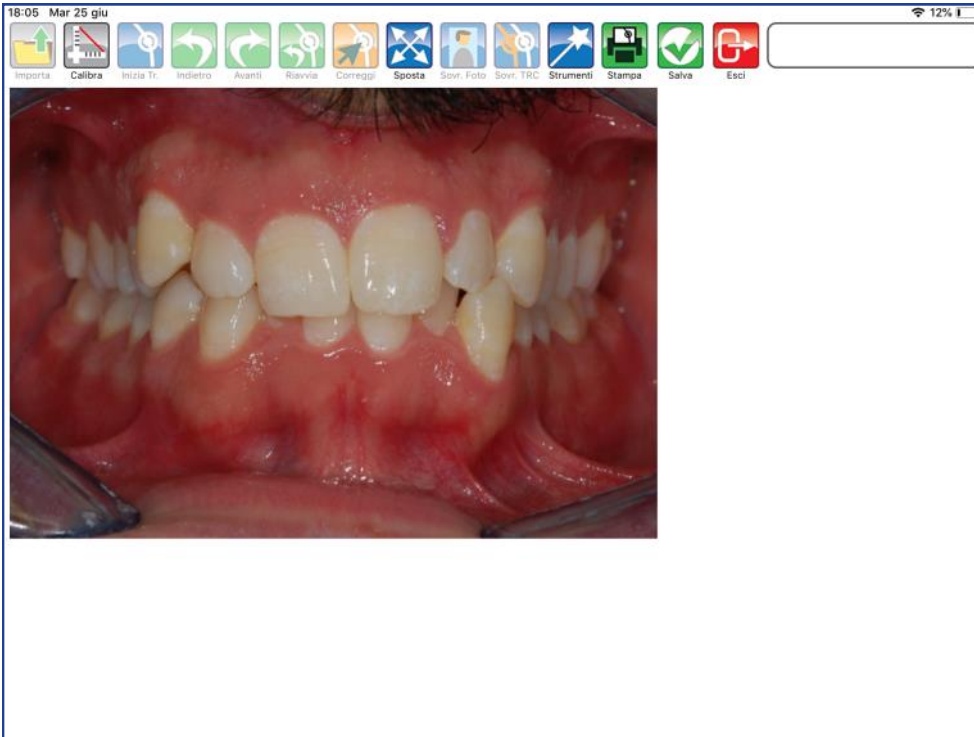 18:05 Mar 25 giu 12%
Importa Calibra Inizia Tr. Indietro Avanti Riavvia Correggi Sposta Sovr. Foto Sovr. TRC Strumenti Stampa Salva Esci